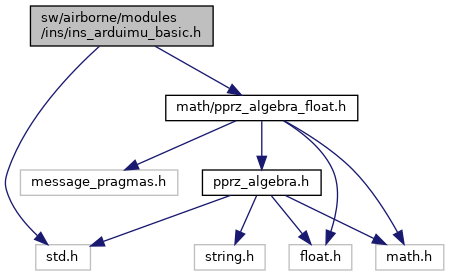 sw/airborne/modules
/ins/ins_arduimu_basic.h
math/pprz_algebra_float.h
message_pragmas.h
pprz_algebra.h
std.h
string.h
float.h
math.h